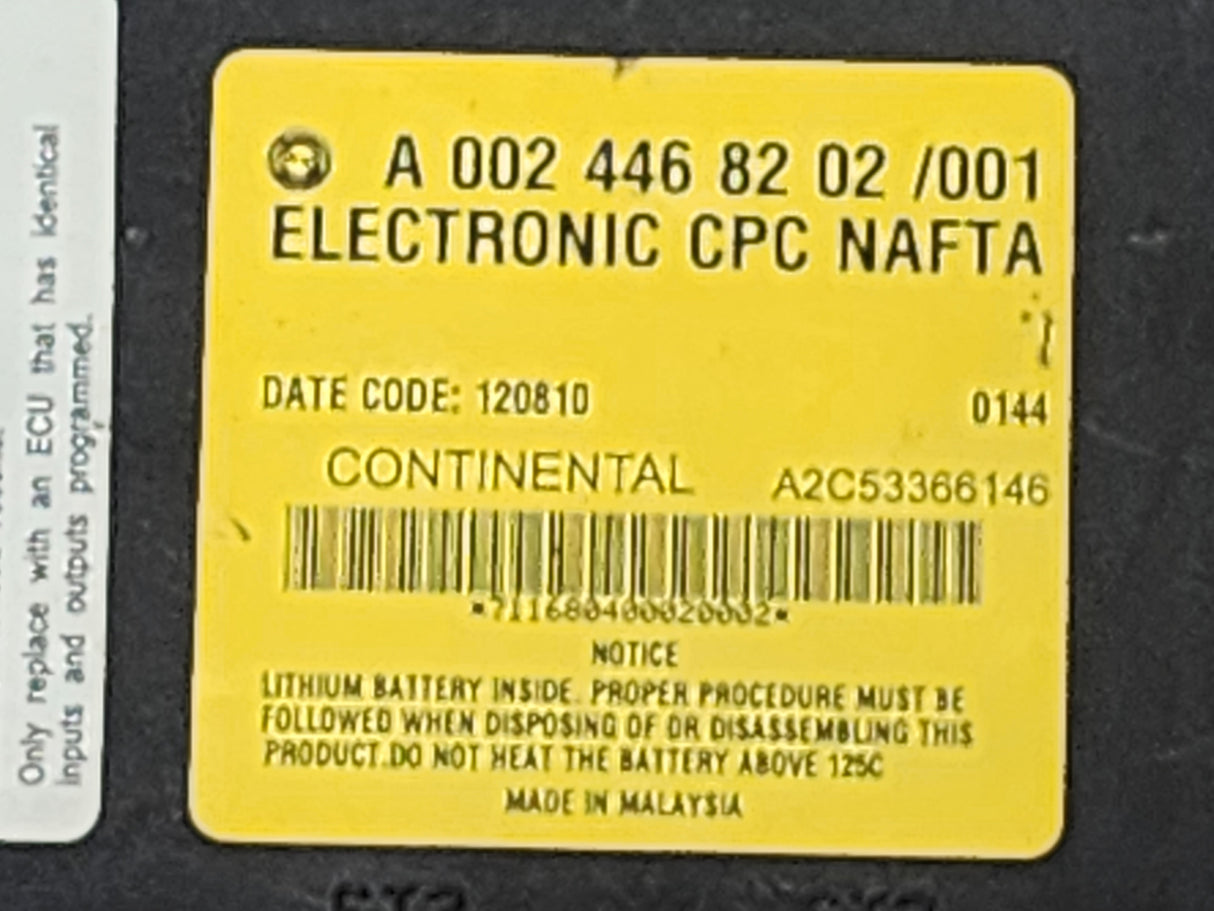 Only replace with an ECU that has identical
inputs and outputs programmed.
A 002 446 82 02 /001
ELECTRONIC CPC NAFTA
DATE CODE: 120810 0144
CONTINENTAL A2C53366146
*711680400020002*
NOTICE
LITHIUM BATTERY INSIDE. PROPER PROCEDURE MUST BE
FOLLOWED WHEN DISPOSING OF OR DISASSEMBLING THIS
PRODUCT.DO NOT HEAT THE BATTERY ABOVE 125C
MADE IN MALAYSIA